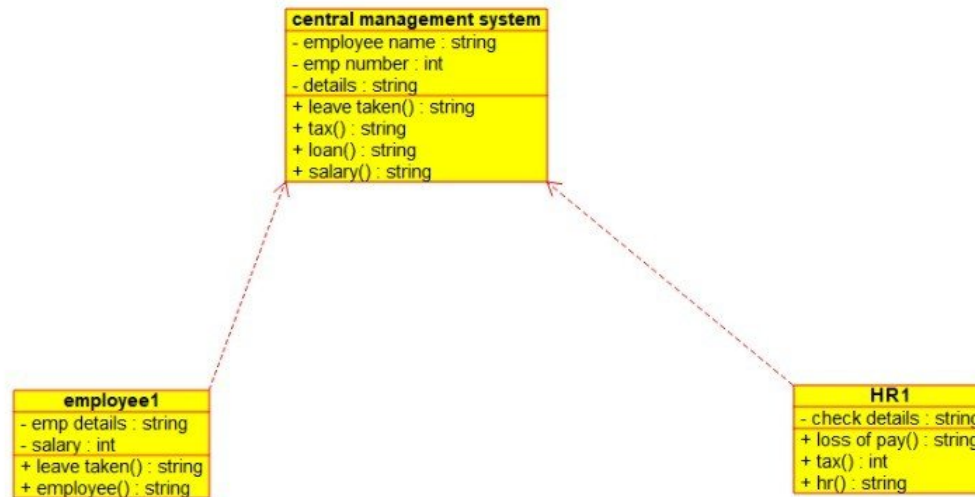 central management system
- employee name : string
- emp number : int
- details : string
+ leave taken() : string
+ tax() : string
+ loan() : string
+ salary() : string
employee1
- emp details : string
- salary : int
+ leave taken() : string
+ employee() : string
HR1
- check details : string
+ loss of pay() : string
+ tax() : int
+ hr() : string